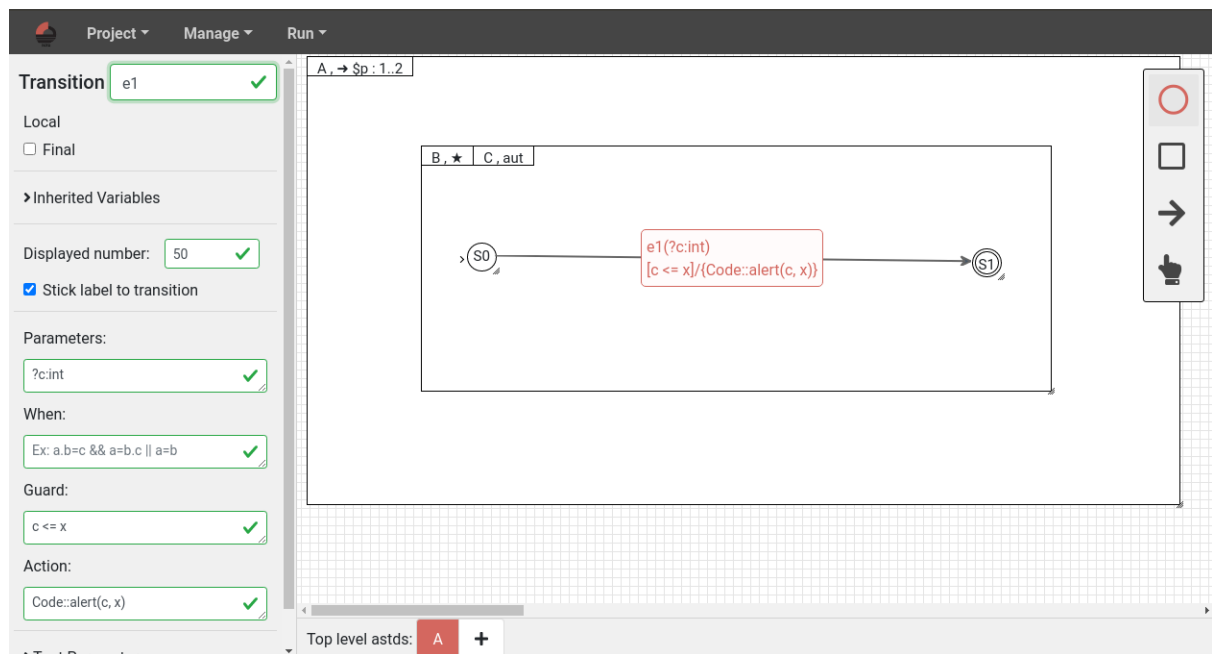 Project Manage Run
Transition e1
Local
Final
Inherited Variables
Displayed number: 50
Stick label to transition
Parameters:
?c:int
When:
Ex: a.b=c && a=b.c || a=b
Guard:
c <= x
Action:
Code::alert(c, x)
A , ➔ $p : 1..2
B , ★ C , aut
S0
e1(?c:int)
[c <= x]/{Code::alert(c, x)}
S1
Top level astds: A +